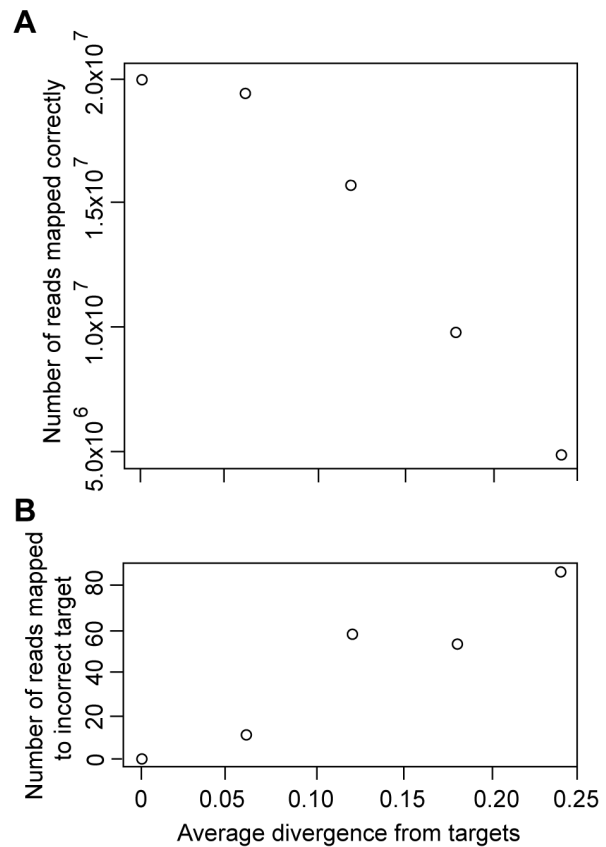 A
Number of reads mapped correctly
2.0x10⁷
1.5x10⁷
1.0x10⁷
5.0x10⁶
B
Number of reads mapped
to incorrect target
80
60
40
20
0
0 0.05 0.10 0.15 0.20 0.25
Average divergence from targets